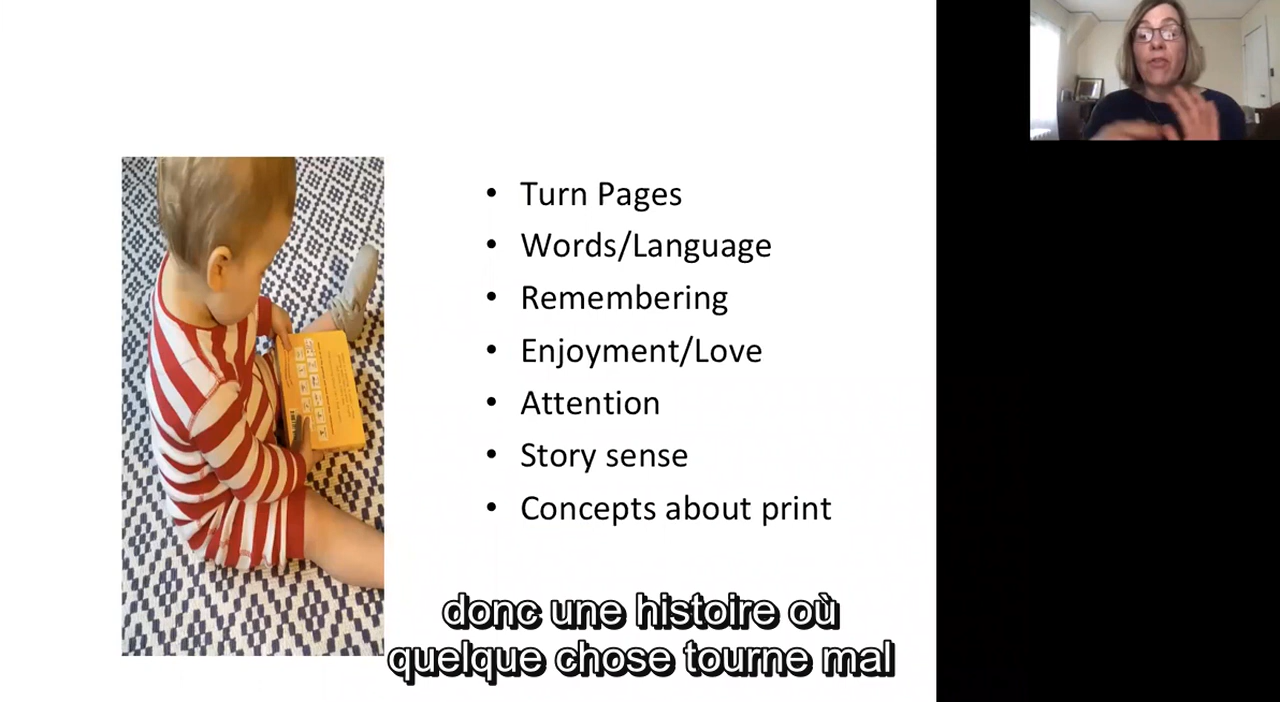 • Turn Pages
• Words/Language
• Remembering
• Enjoyment/Love
• Attention
• Story sense
• Concepts about print
donc une histoire où
quelque chose tourne mal